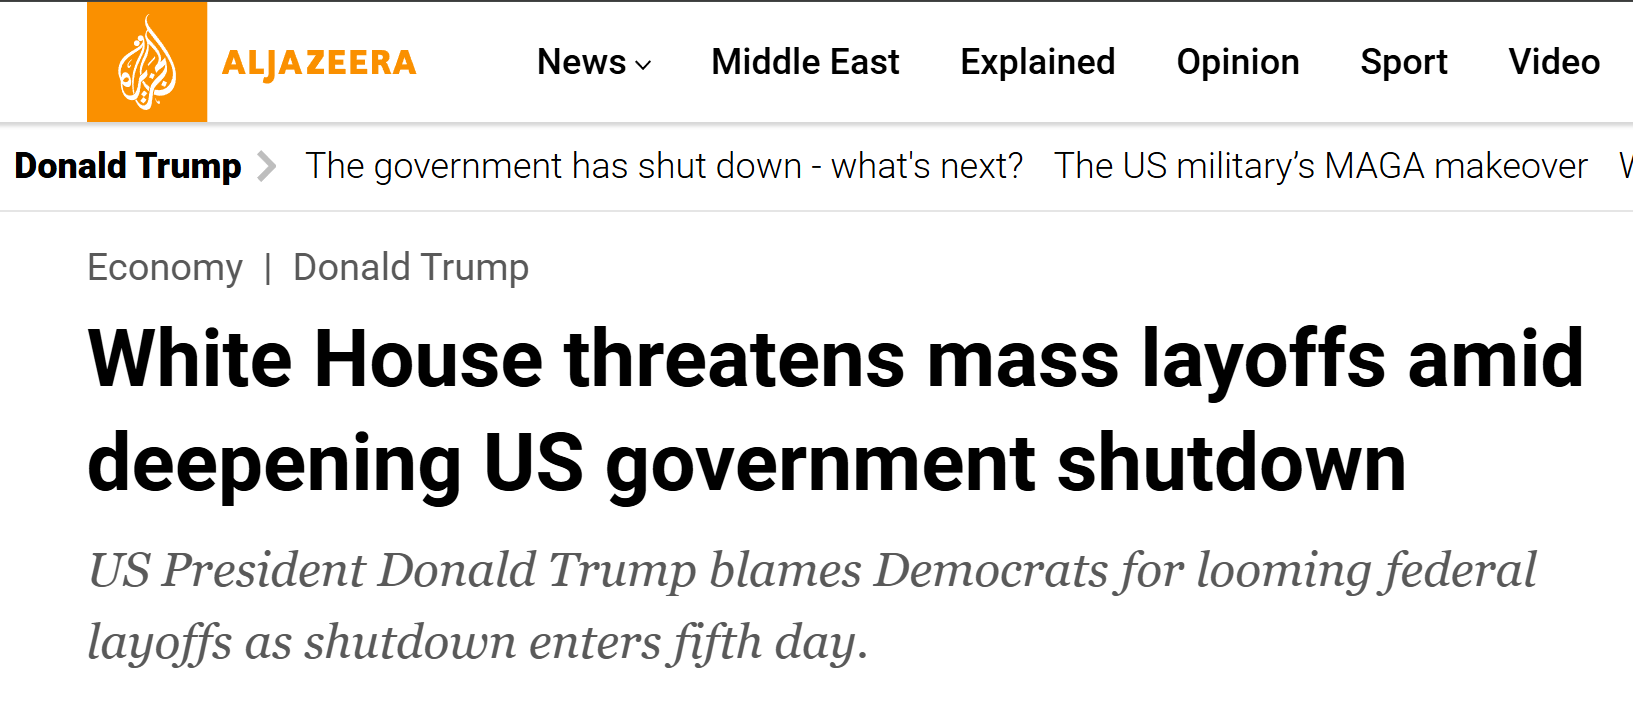 ALJAZEERA
News Middle East Explained Opinion Sport Video
Donald Trump The government has shut down - what's next? The US military’s MAGA makeover
Economy | Donald Trump
White House threatens mass layoffs amid
deepening US government shutdown
US President Donald Trump blames Democrats for looming federal
layoffs as shutdown enters fifth day.